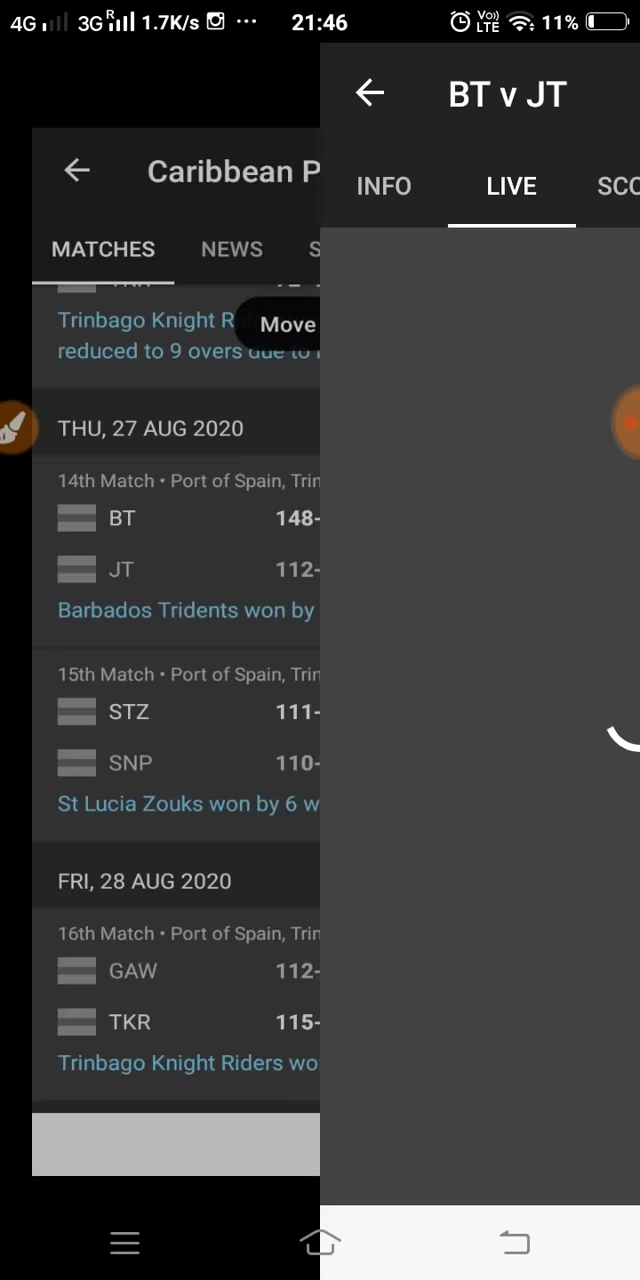 4G 3G R 1.7K/s ... 21:46 Vo) LTE 11%
BT v JT
Caribbean P
INFO LIVE SCO
MATCHES NEWS S
Trinbago Knight R
Move
reduced to 9 overs due to
THU, 27 AUG 2020
14th Match • Port of Spain, Trin
BT 148-
JT 112-
Barbados Tridents won by
15th Match • Port of Spain, Trin
STZ 111-
SNP 110-
St Lucia Zouks won by 6 w
FRI, 28 AUG 2020
16th Match • Port of Spain, Trin
GAW 112-
TKR 115-
Trinbago Knight Riders wo